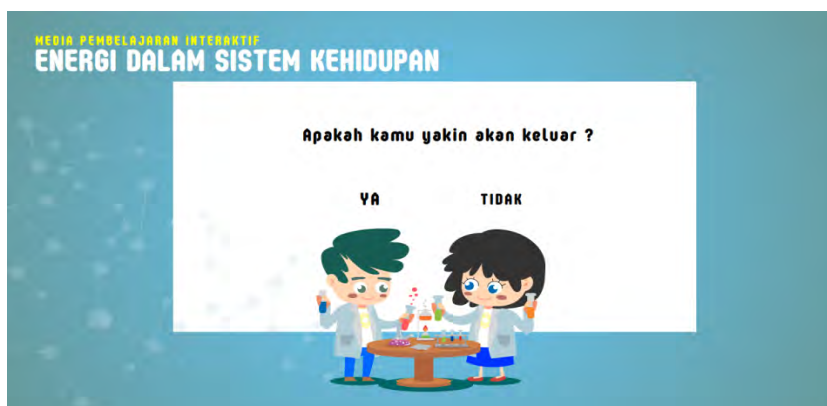 MEDIA PEMBELAJARAN INTERAKTIF
ENERGI DALAM SISTEM KEHIDUPAN
Apakah kamu yakin akan keluar ?
YA TIDAK